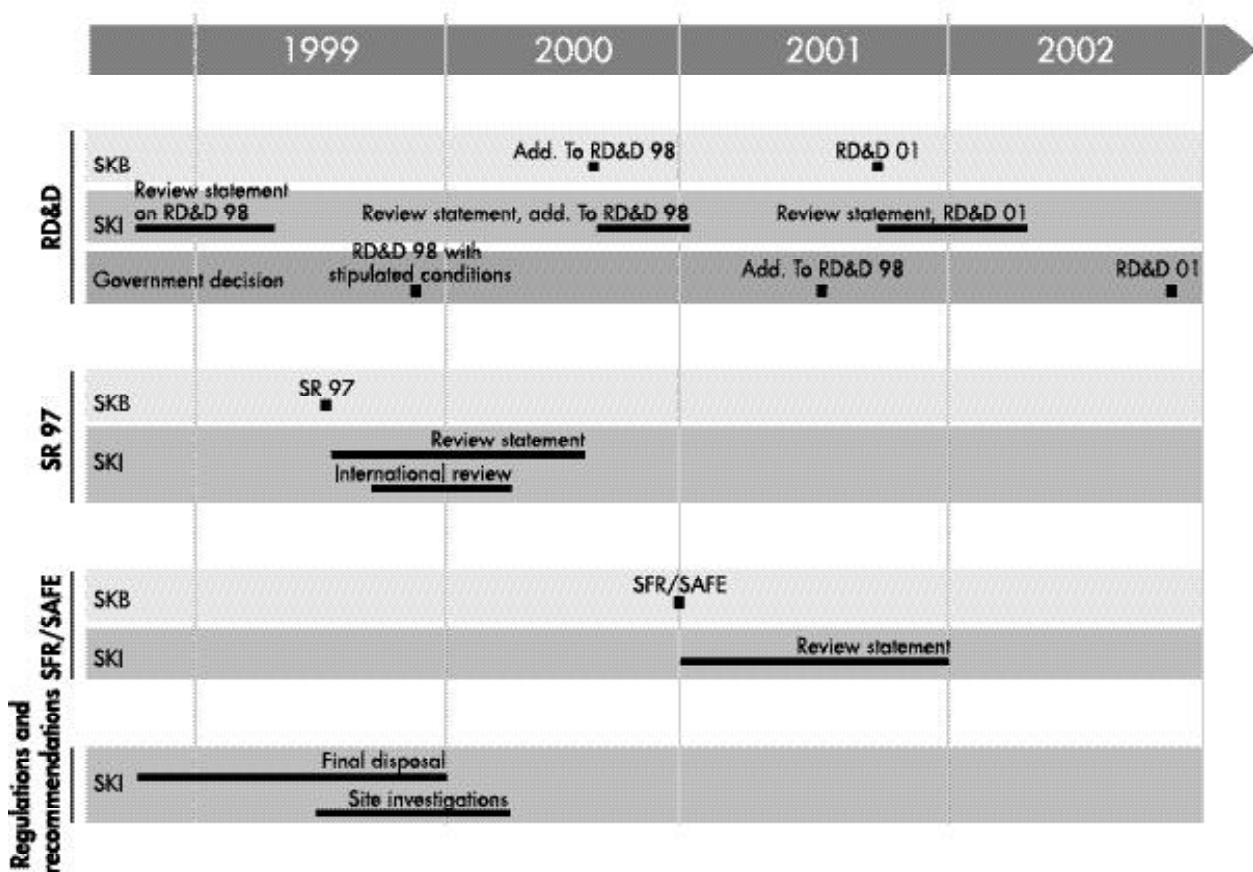 1999 2000 2001 2002
RD&D
SKB
Add. To RD&D 98
RD&D 01
SKI
Review statement
on RD&D 98
Review statement, add. To RD&D 98
Review statement, RD&D 01
Government decision
RD&D 98 with
stipulated conditions
Add. To RD&D 98
RD&D 01
SR 97
SKB
SR 97
SKI
Review statement
International review
SFR/SAFE
SKB
SFR/SAFE
SKI
Review statement
Regulations and
recommendations
SKI
Final disposal
Site investigations